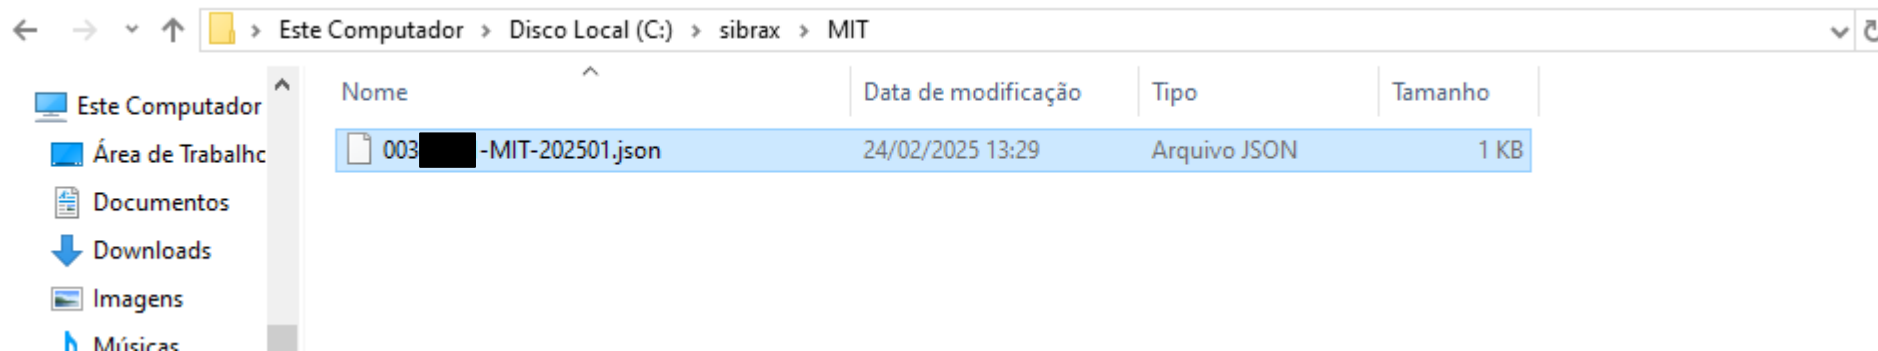 Este Computador > Disco Local (C:) > sibrax > MIT
Nome Data de modificação Tipo Tamanho
Este Computador
Área de Trabalhc
Documentos
Downloads
Imagens
Músicas
003 -MIT-202501.json 24/02/2025 13:29 Arquivo JSON 1 KB